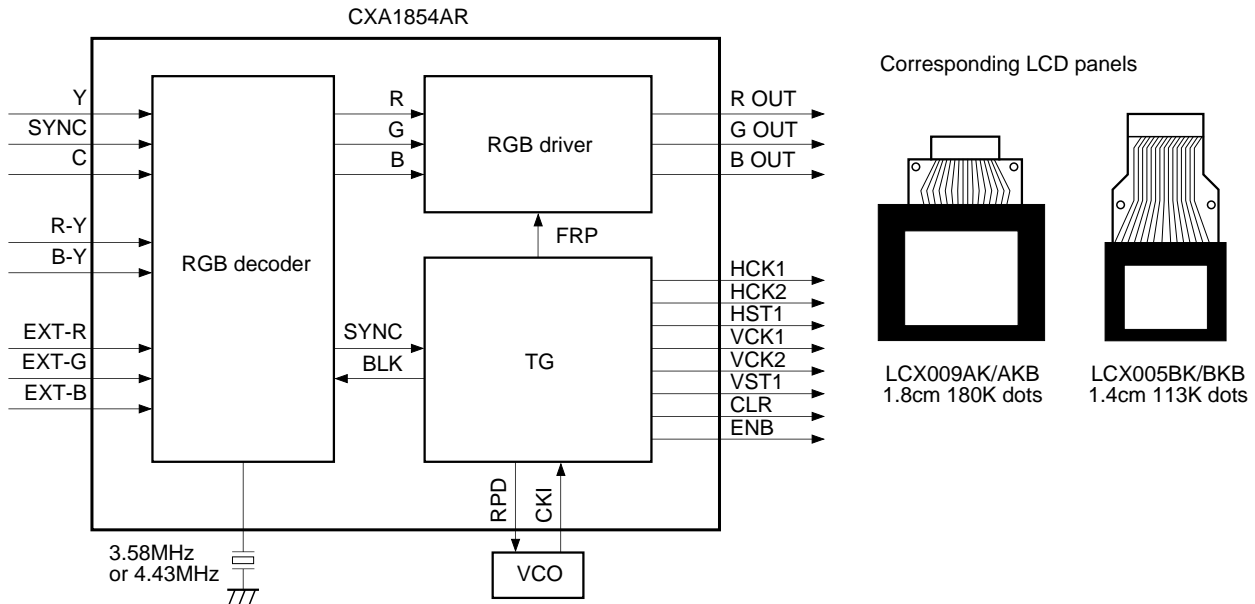 CXA1854AR
Corresponding LCD panels
Y
SYNC
C
R-Y
B-Y
EXT-R
EXT-G
EXT-B
RGB decoder
R
G
B
RGB driver
R OUT
G OUT
B OUT
FRP
SYNC
BLK
TG
HCK1
HCK2
HST1
VCK1
VCK2
VST1
CLR
ENB
RPD
CKI
VCO
3.58MHz
or 4.43MHz
LCX009AK/AKB
1.8cm 180K dots
LCX005BK/BKB
1.4cm 113K dots